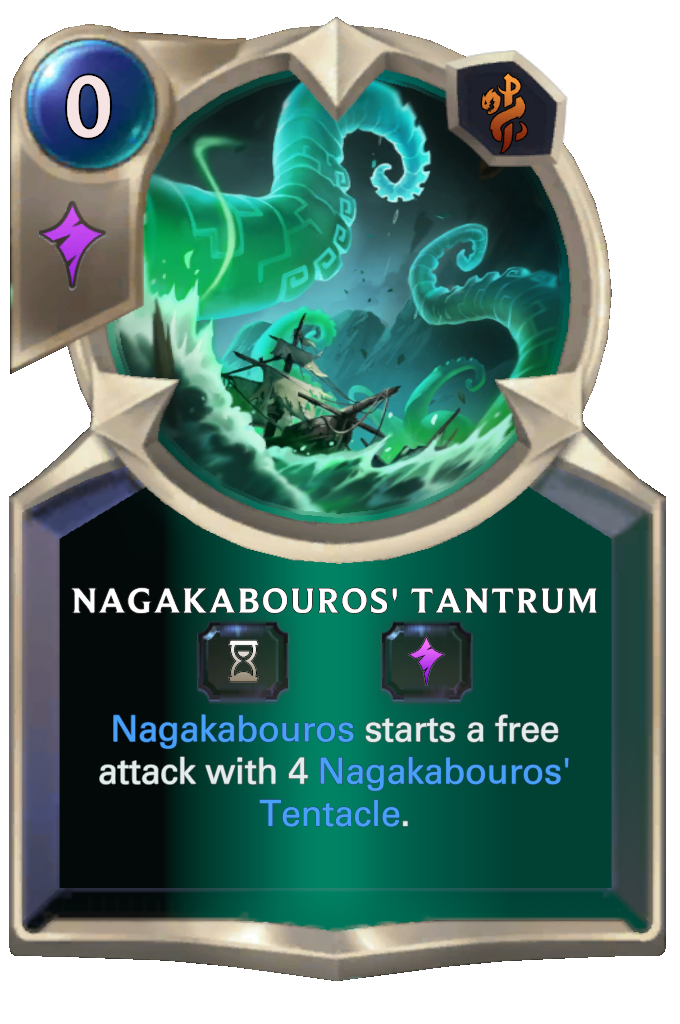 0
NAGAKABOUROS' TANTRUM
Nagakabouros starts a free
attack with 4 Nagakabouros'
Tentacle.